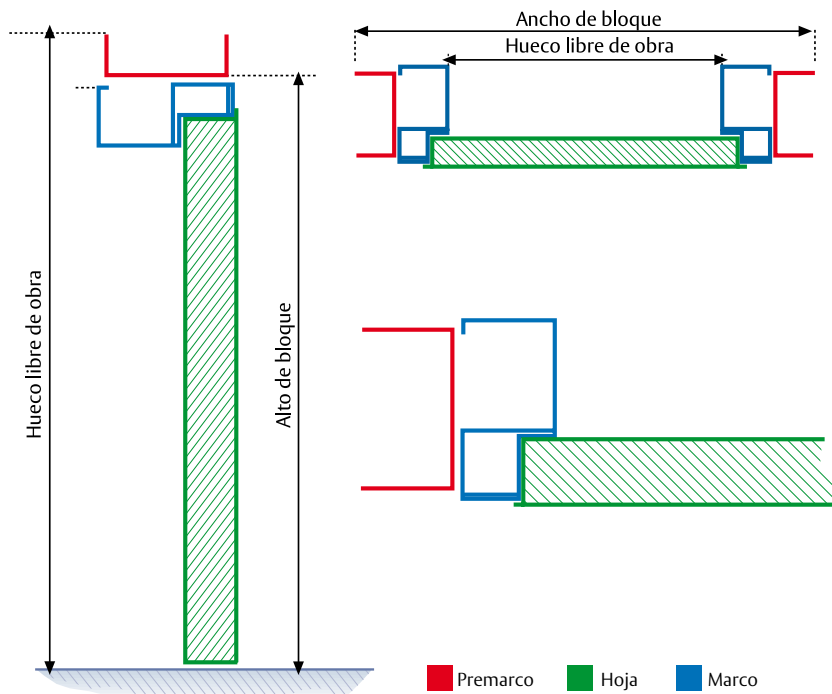 Ancho de bloque
Hueco libre de obra
Hueco libre de obra
Alto de bloque
Premarco
Hoja
Marco